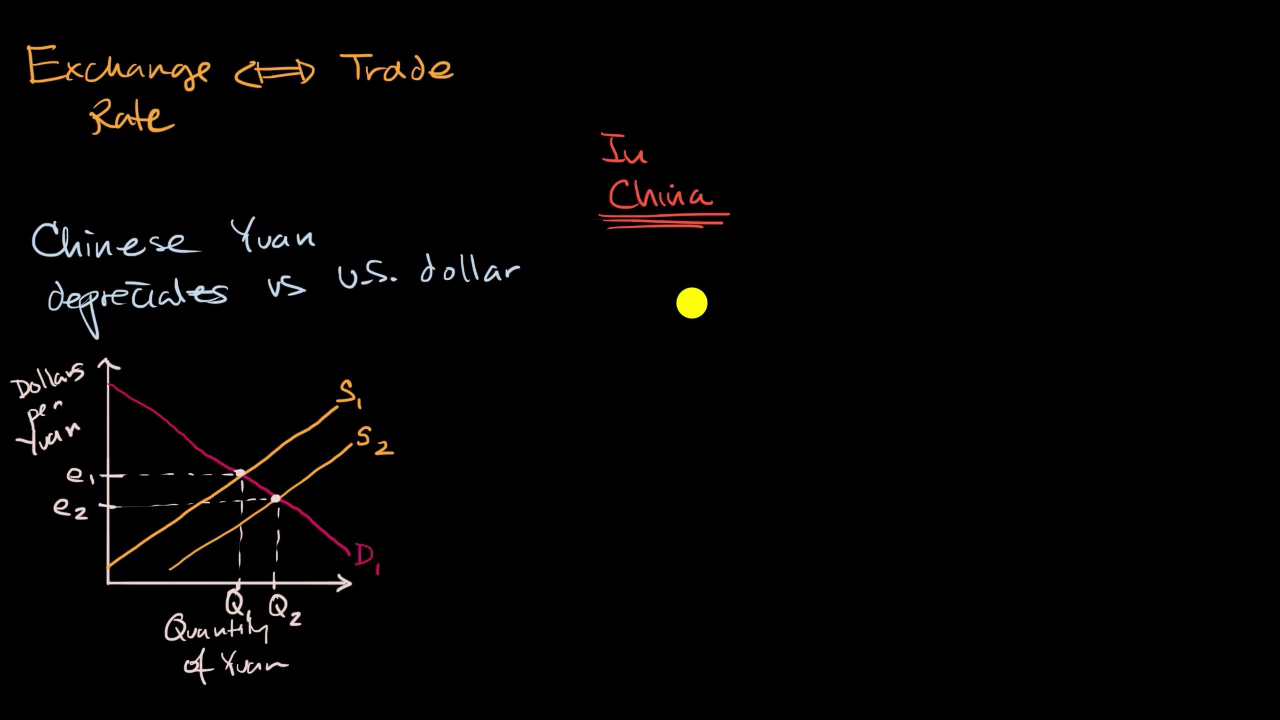 Exchange ⟺ Trade
Rate
In
China
Chinese Yuan
depreciates vs U.S. dollar
Dollars
per
Yuan
S₁
S₂
e₁
e₂
D₁
Q₁ Q₂
Quantity
of Yuan